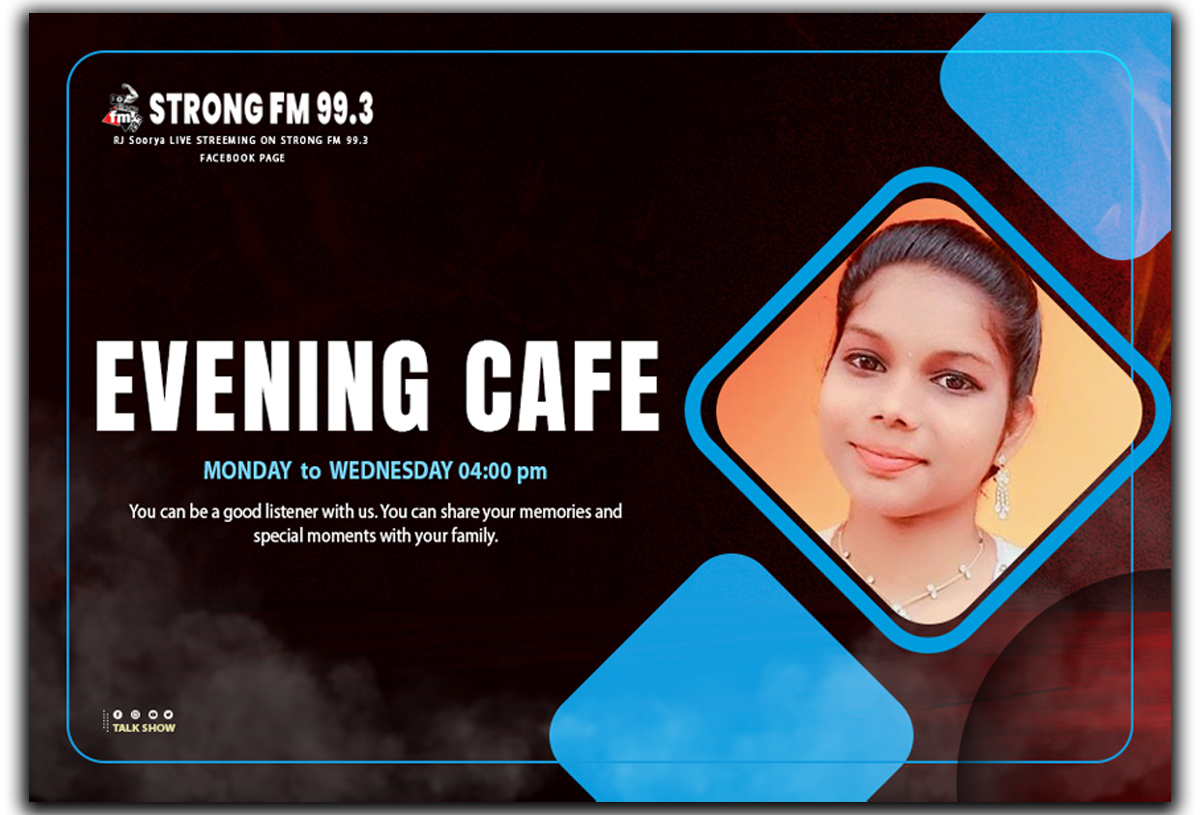 fm
STRONG FM 99.3
RJ Soorya LIVE STREEMING ON STRONG FM 99.3
FACEBOOK PAGE
EVENING CAFE
MONDAY to WEDNESDAY 04:00 pm
You can be a good listener with us. You can share your memories and
special moments with your family.
TALK SHOW